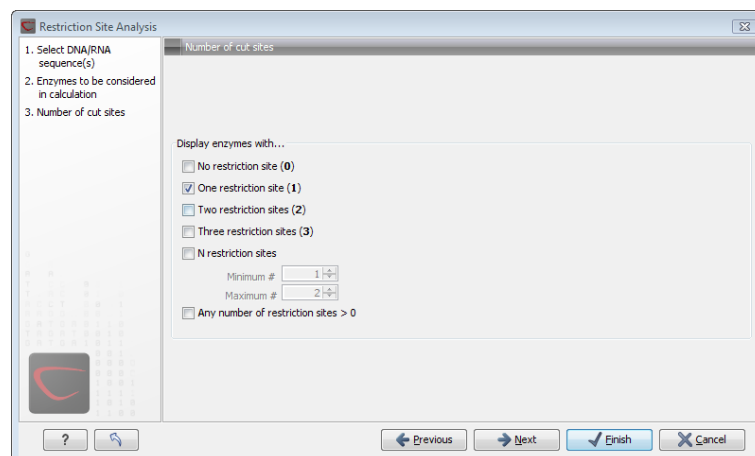 Restriction Site Analysis
1. Select DNA/RNA
sequence(s)
2. Enzymes to be considered
in calculation
3. Number of cut sites
Number of cut sites
Display enzymes with...
No restriction site (0)
One restriction site (1)
Two restriction sites (2)
Three restriction sites (3)
N restriction sites
Minimum # 1
Maximum # 2
Any number of restriction sites > 0
? Previous Next Finish Cancel